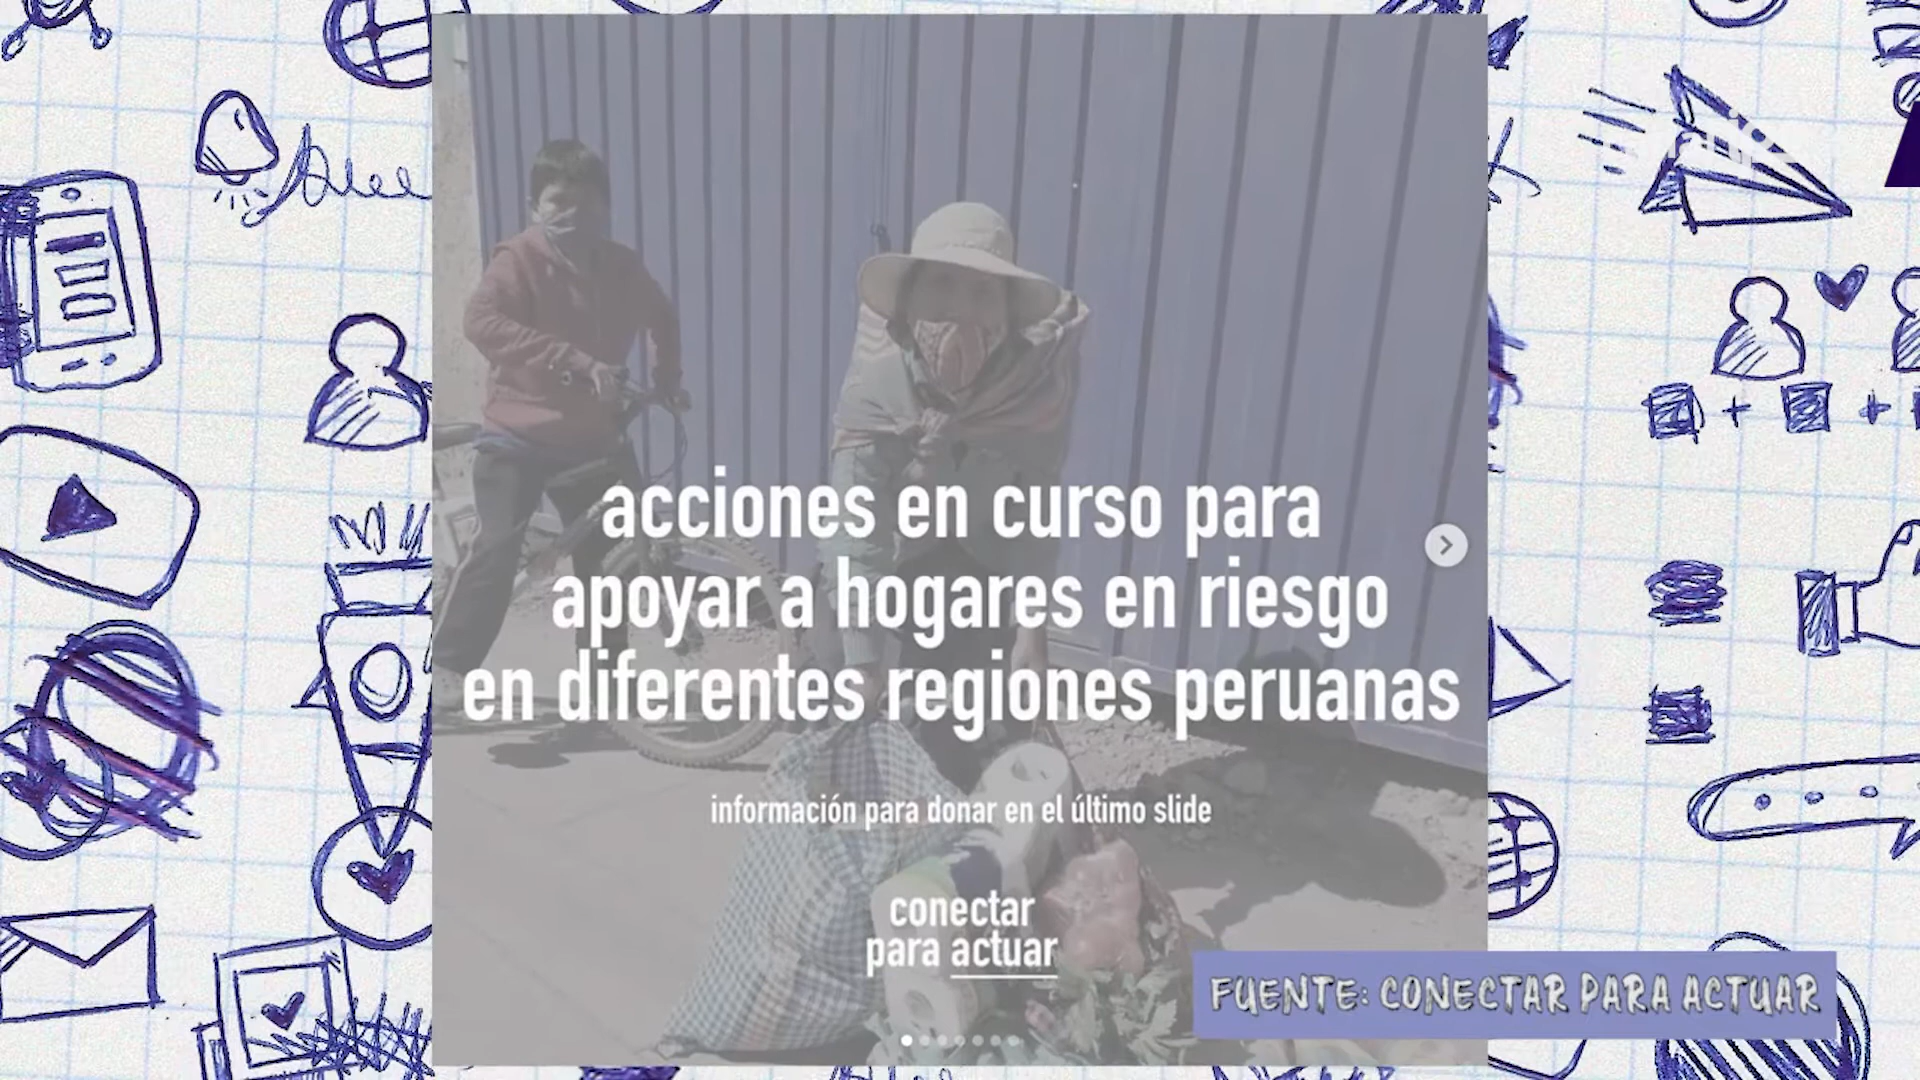 acciones en curso para
apoyar a hogares en riesgo
en diferentes regiones peruanas
información para donar en el último slide
conectar
para actuar
FUENTE: CONECTAR PARA ACTUAR